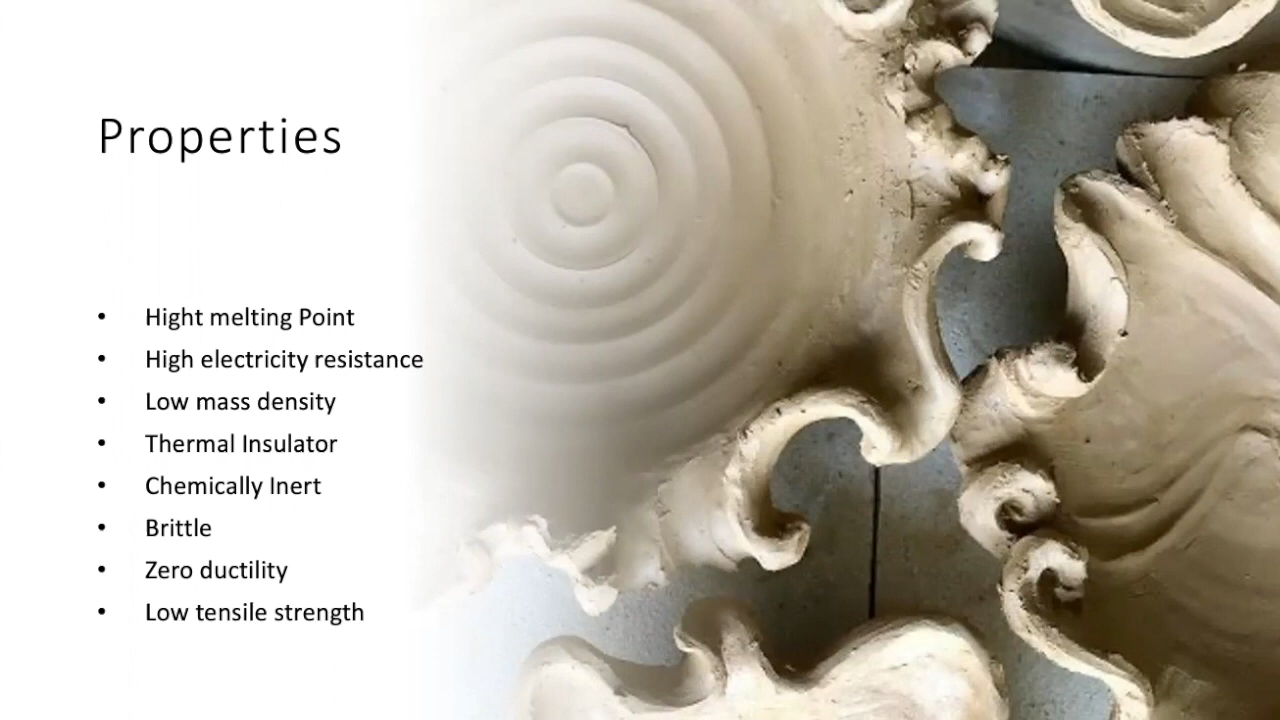 Properties
• Hight melting Point
• High electricity resistance
• Low mass density
• Thermal Insulator
• Chemically Inert
• Brittle
• Zero ductility
• Low tensile strength